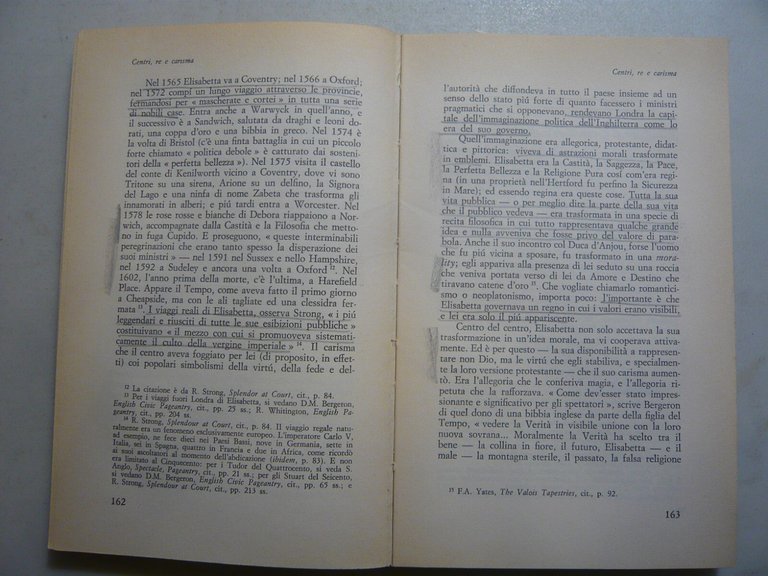 Centri, re e carisma
Nel 1565 Elisabetta va a Coventry; nel 1566 a Oxford;
nel 1572 compí un lungo viaggio attraverso le provincie,
fermandosi per « mascherate e cortei » in tutta una serie
di nobili case. Entra anche a Warwyck in quell'anno, e
il successivo è a Sandwich, salutata da draghi e leoni do-
rati, una coppa d'oro e una bibbia in greco. Nel 1574 è
la volta di Bristol (c'è una finta battaglia in cui un piccolo
forte chiamato « politica debole » è catturato dai sosteni-
tori della « perfetta bellezza »). Nel 1575 visita il castello
del conte di Kenilworth vicino a Coventry, dove vi sono
Tritone su una sirena, Arione su un delfino, la Signora
del Lago e una ninfa di nome Zabeta che trasforma gli
innamorati in alberi; e piú tardi entra a Worcester. Nel
1578 le rose rosse e bianche di Debora riappaiono a Nor-
wich, accompagnate dalla Castità e la Filosofia che metto-
no in fuga Cupido. E proseguono, « queste interminabili
peregrinazioni che erano tanto spesso la disperazione dei
suoi ministri » — nel 1591 nel Sussex e nello Hampshire,
nel 1592 a Sudeley e ancora una volta a Oxford 12. Nel
1602, l'anno prima della morte, c'è l'ultima, a Harefield
Place. Appare il Tempo, come aveva fatto il primo giorno
a Cheapside, ma con le ali tagliate ed una clessidra fer-
mata 13. « I viaggi reali di Elisabetta, osserva Strong, « i piú
leggendari e riusciti di tutte le sue esibizioni pubbliche »
costituivano « il mezzo con cui si promuoveva sistemati-
camente il culto della vergine imperiale » 14. Il carisma
che il centro aveva foggiato per lei (di proposito, in effet-
ti) coi popolari simbolismi della virtú, della fede e del-
12 La citazione è da R. Strong, Splendor at Court, cit., p. 84.
13 Per i viaggi fuori Londra di Elisabetta, si vedano D.M. Bergeron,
English Civic Pageantry, cit., pp. 25 ss.; R. Whitington, English Pa-
geantry, cit., pp. 204 ss.
14 R. Strong, Splendour at Court, cit., p. 84. Il viaggio regale natu-
ralmente era un fenomeno esclusivamente europeo. L'imperatore Carlo V,
ad esempio, ne fece dieci nei Paesi Bassi, nove in Germania, sette in
Italia, sei in Spagna, quattro in Francia e due in Africa, come ricordò
ai suoi ascoltatori al momento dell'abdicazione (ibidem, p. 83). E non
era limitato al Cinquecento: per i Tudor del Quattrocento, si veda S.
Anglo, Spectacle, Pageantry, cit., pp. 21 ss.; per gli Stuart del Seicento,
si vedano D.M. Bergeron, English Civic Pageantry, cit., pp. 65 ss.; e
R. Strong, Splendour at Court, cit., pp. 213 ss.
162
Centri, re e carisma
l'autorità che diffondeva in tutto il paese insieme ad un
senso dello stato piú forte di quanto facessero i ministri
pragmatici che si opponevano, rendevano Londra la capi-
tale dell'immaginazione politica dell'Inghilterra come lo
era del suo governo.
Quell'immaginazione era allegorica, protestante, didat-
tica e pittorica: viveva di astrazioni morali trasformate
in emblemi. Elisabetta era la Castità, la Saggezza, la Pace,
la Perfetta Bellezza e la Religione Pura cosí com'era regina
(in una proprietà nell'Hertford fu perfino la Sicurezza
in Mare); ed essendo regina era queste cose. Tutta la sua
vita pubblica — o per meglio dire la parte della sua vita
che il pubblico vedeva — era trasformata in una specie di
recita filosofica in cui tutto rappresentava qualche grande
idea e nulla avveniva che fosse privo del valore di para-
bola. Anche il suo incontro col Duca d'Anjou, forse l'uomo
che fu piú vicina a sposare, fu trasformato in una mora-
lity; egli appariva alla presenza di lei seduto su una roccia
che veniva portata verso di lei da Amore e Destino che
tiravano catene d'oro 15. Che vogliate chiamarlo romantici-
smo o neoplatonismo, importa poco: l'importante è che
Elisabetta governava un regno in cui i valori erano visibili,
e lei era solo il piú appariscente.
Centro del centro, Elisabetta non solo accettava la sua
trasformazione in un'idea morale, ma vi cooperava attiva-
mente. Ed è per questo — la sua disponibilità a rappresen-
tare non Dio, ma le virtú che egli stabiliva, e specialmen-
te la loro versione protestante — che il suo carisma aumen-
tò. Era l'allegoria che le conferiva magia, e l'allegoria ri-
petuta che la rafforzava. « Come dev'esser stato impres-
sionante e significativo per gli spettatori », scrive Bergeron
di quel dono di una bibbia inglese da parte della figlia del
Tempo, « vedere la Verità in visibile unione con la loro
nuova sovrana... Moralmente la Verità ha scelto tra il
bene — la collina in fiore, il futuro, Elisabetta — e il
male — la montagna sterile, il passato, la falsa religione
15 F.A. Yates, The Valois Tapestries, cit., p. 92.
163